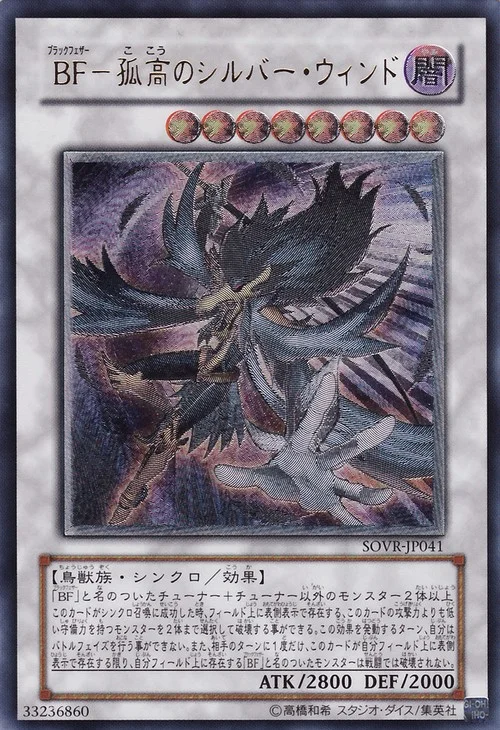 ブラックフェザー ここう
BF－孤高のシルバー・ウィンド 闇
SOVR-JP041
ちょうじゅうぞく こうか
【鳥獣族・シンクロ／効果】
「BF」と名のついたチューナー＋チューナー以外のモンスター２体以上
このカードがシンクロ召喚に成功した時、フィールド上に表側表示で存在する、このカードの攻撃力よりも低
い守備力を持つモンスターを２体まで選択して破壊する事ができる。この効果を発動するターン、自分は
バトルフェイズを行う事ができない。また、相手のターンに１度だけ、このカードが自分フィールド上に表側
表示で存在する限り、自分フィールド上に存在する「BF」と名のついたモンスターは戦闘では破壊されない。
ATK/2800 DEF/2000
33236860 ©高橋和希 スタジオ・ダイス/集英社